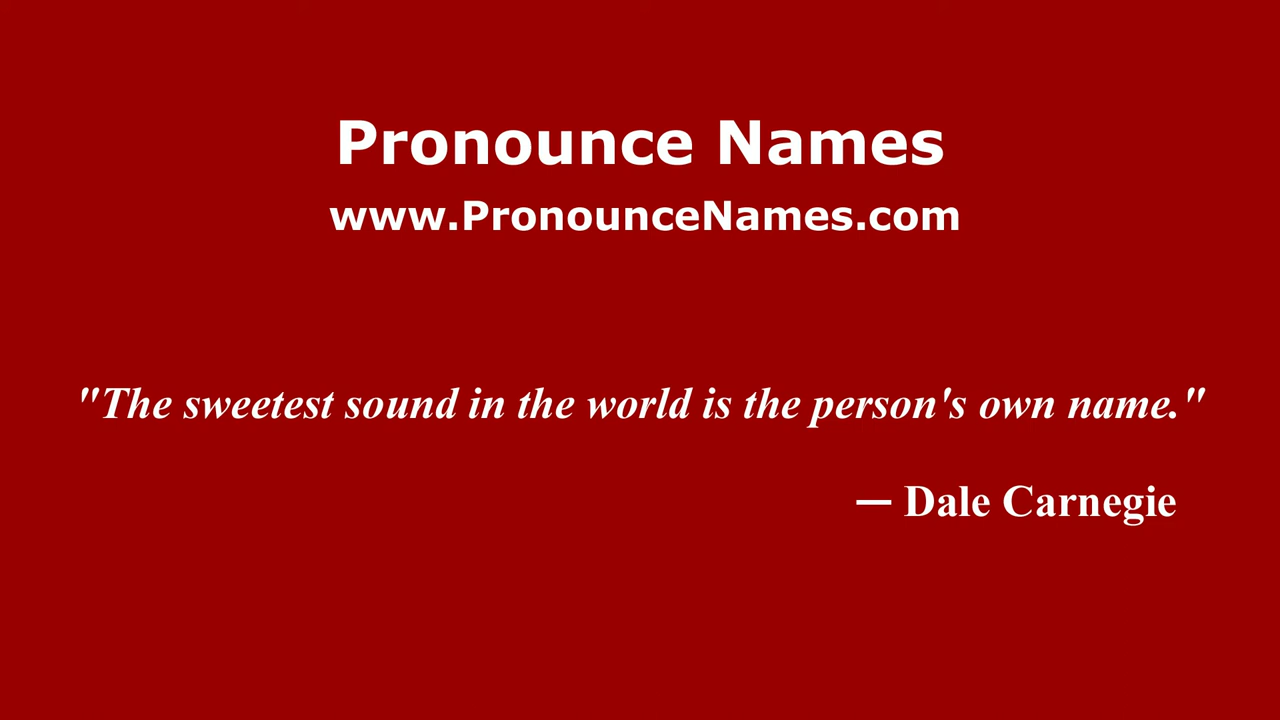 Pronounce Names
www.PronounceNames.com
"The sweetest sound in the world is the person's own name."
— Dale Carnegie